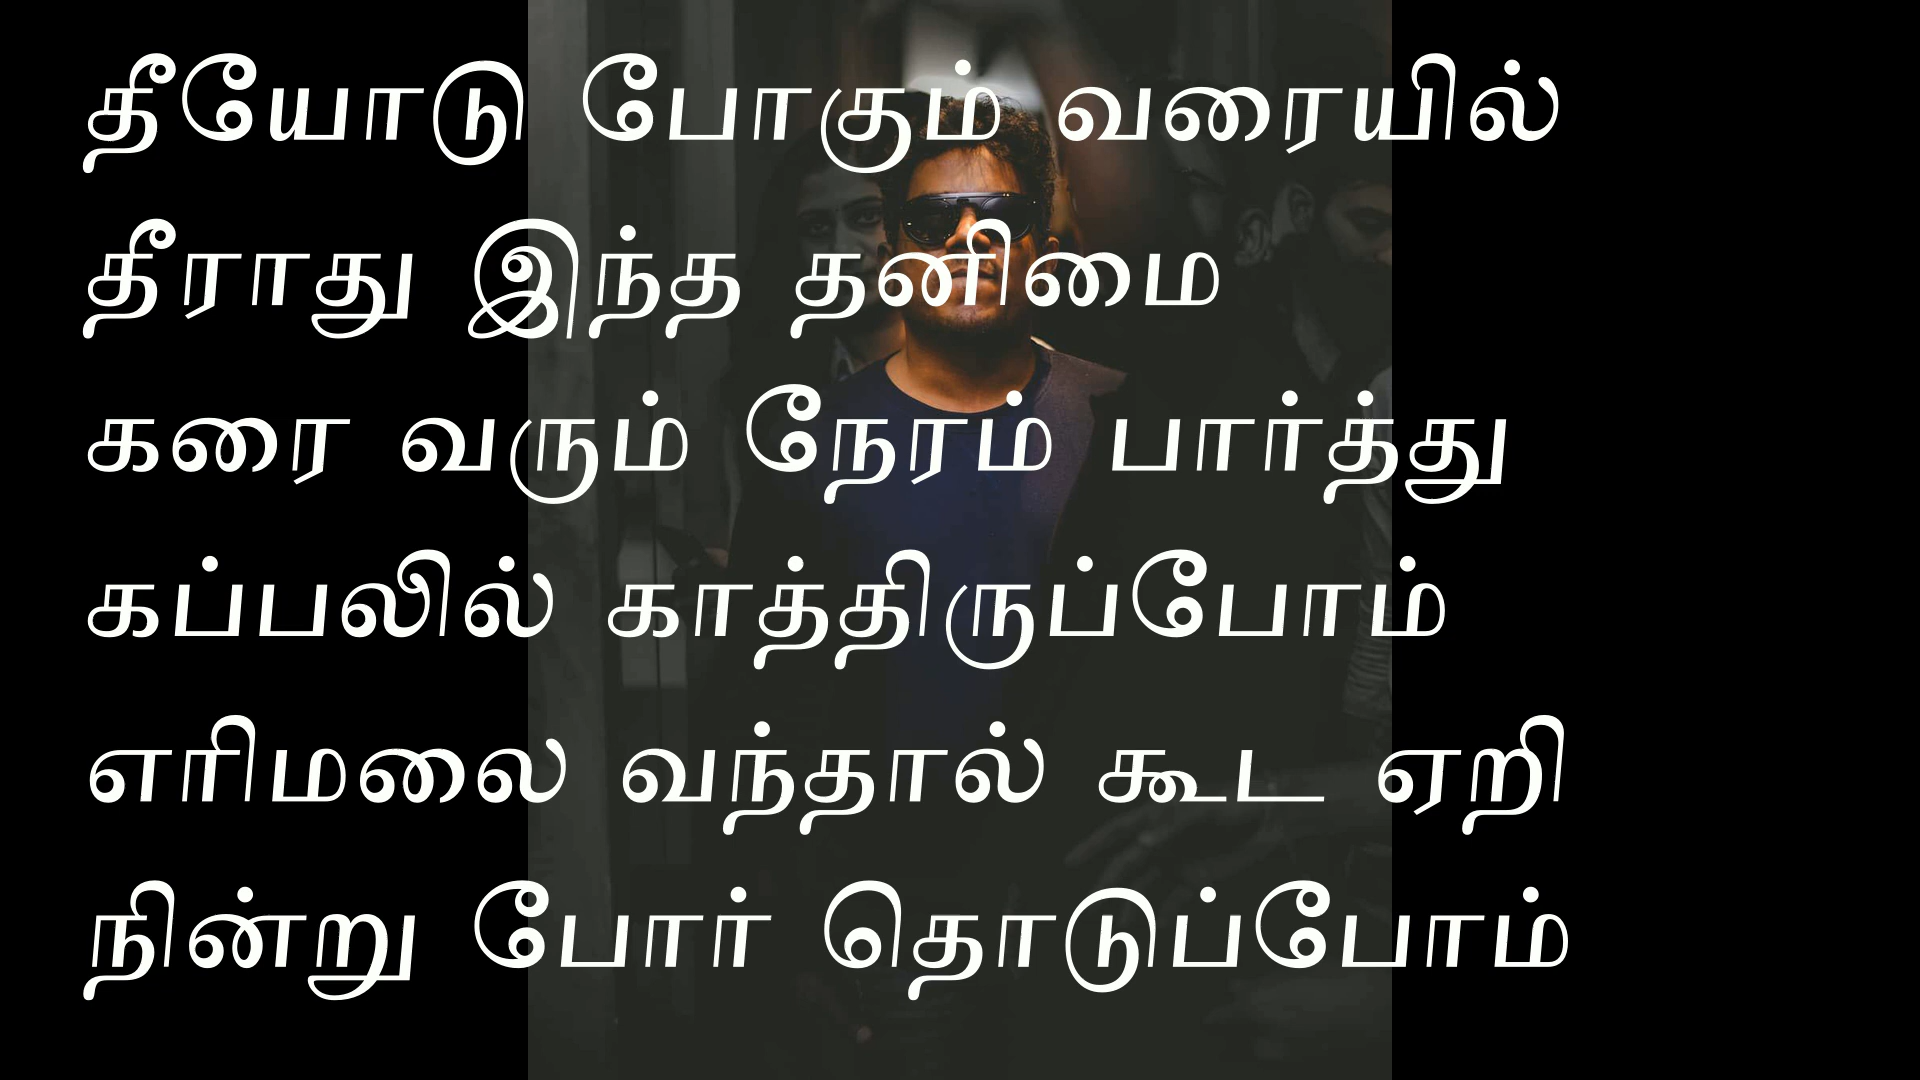 தீயோடு போகும் வரையில்
தீராது இந்த தனிமை
கரை வரும் நேரம் பார்த்து
கப்பலில் காத்திருப்போம்
எரிமலை வந்தால் கூட ஏறி
நின்று போர் தொடுப்போம்